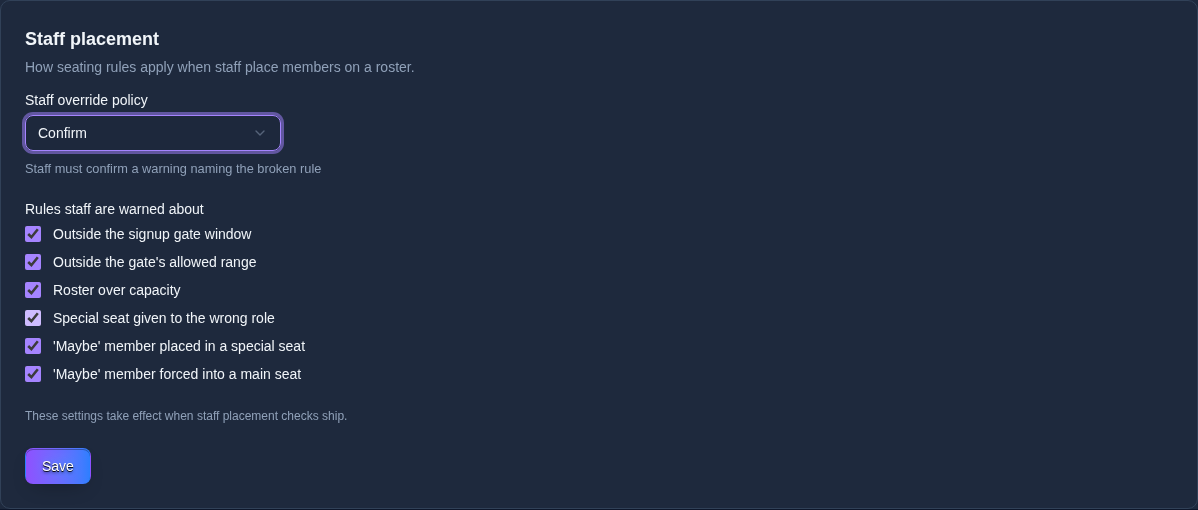 Staff placement
How seating rules apply when staff place members on a roster.
Staff override policy
Confirm
Staff must confirm a warning naming the broken rule
Rules staff are warned about
Outside the signup gate window
Outside the gate's allowed range
Roster over capacity
Special seat given to the wrong role
'Maybe' member placed in a special seat
'Maybe' member forced into a main seat
These settings take effect when staff placement checks ship.
Save